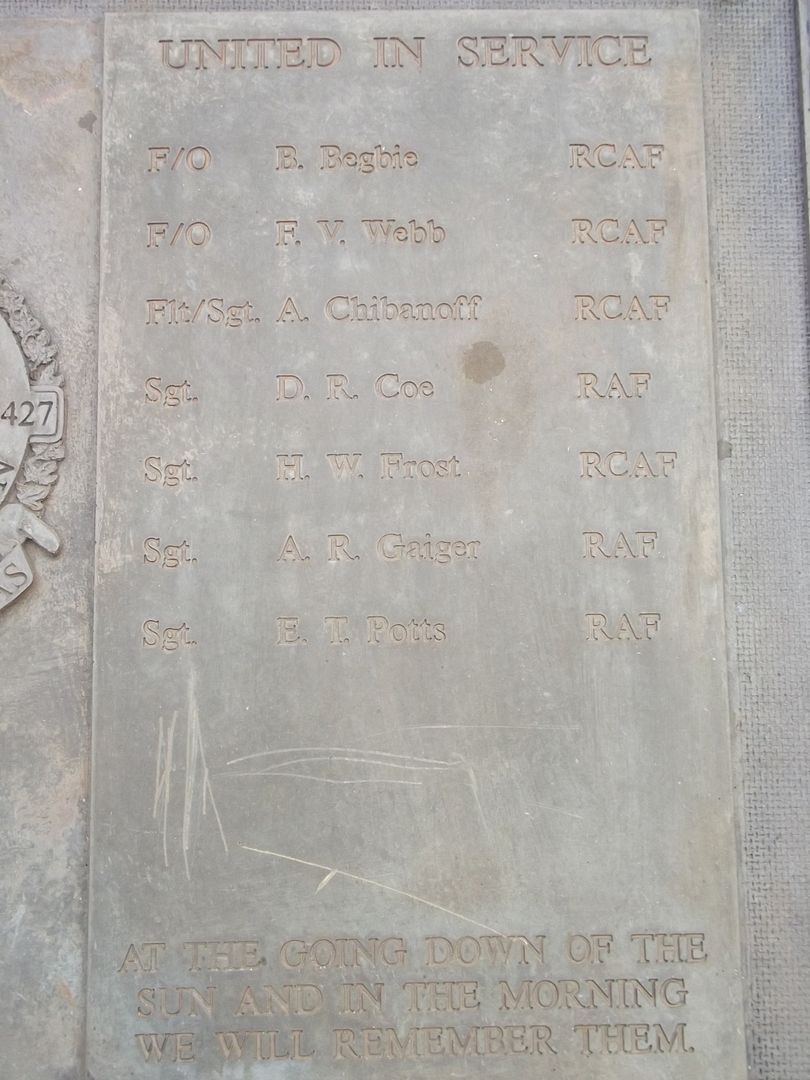 UNITED IN SERVICE
F/O B. Begbie RCAF
F/O F. V. Webb RCAF
Flt/Sgt. A. Chibanoff RCAF
Sgt. D. R. Coe RAF
Sgt. H. W. Frost RCAF
Sgt. A. R. Gaiger RAF
Sgt. E. T. Potts RAF
427
AS
AT THE GOING DOWN OF THE
SUN AND IN THE MORNING
WE WILL REMEMBER THEM.